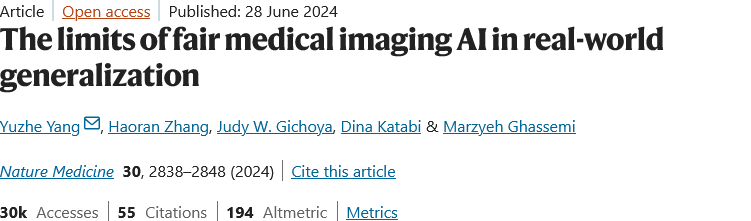 Article | Open access | Published: 28 June 2024
The limits of fair medical imaging AI in real-world
generalization
Yuzhe Yang, Haoran Zhang, Judy W. Gichoya, Dina Katabi & Marzyeh Ghassemi
Nature Medicine 30, 2838–2848 (2024) | Cite this article
30k Accesses | 55 Citations | 194 Altmetric | Metrics